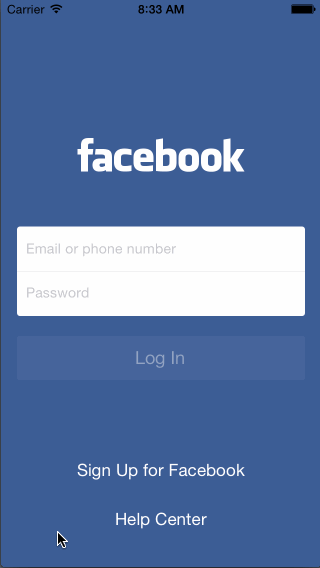 Carrier 8:33 AM
facebook
Email or phone number
Password
Log In
Sign Up for Facebook
Help Center